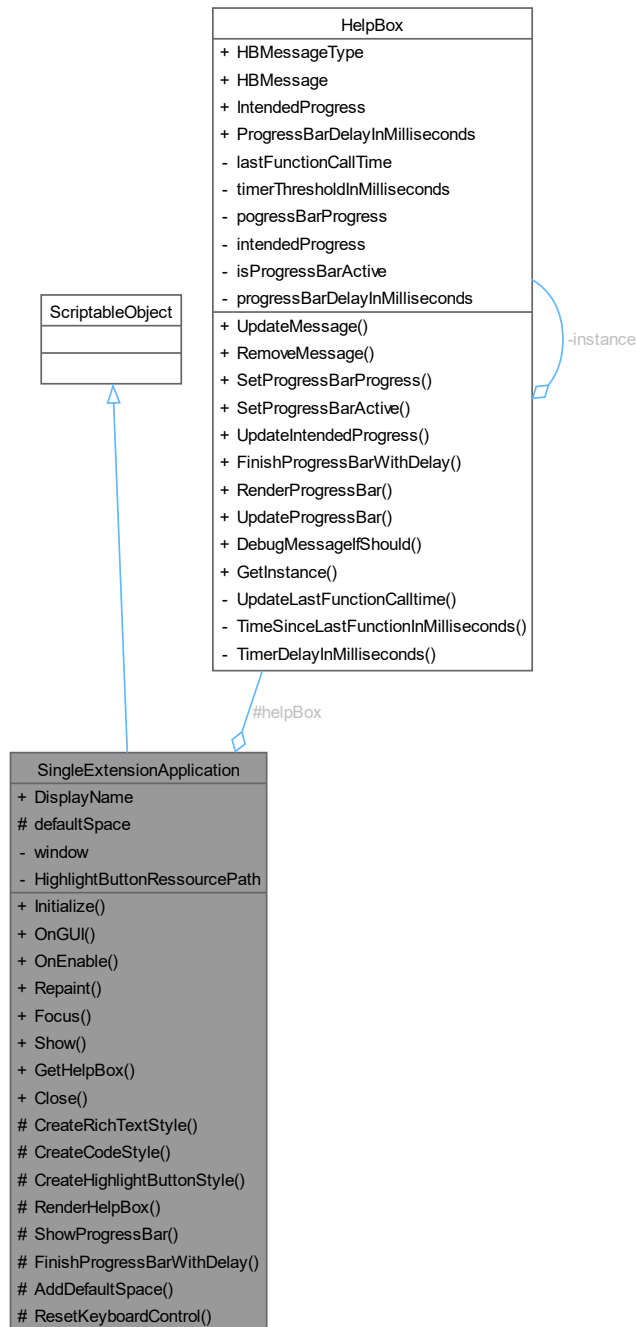 HelpBox
+ HBMessageType
+ HBMessage
+ IntendedProgress
+ ProgressBarDelayInMilliseconds
- lastFunctionCallTime
- timerThresholdInMilliseconds
- pogressBarProgress
- intendedProgress
- isProgressBarActive
- progressBarDelayInMilliseconds
+ UpdateMessage()
+ RemoveMessage()
+ SetProgressBarProgress()
+ SetProgressBarActive()
+ UpdateIntendedProgress()
+ FinishProgressBarWithDelay()
+ RenderProgressBar()
+ UpdateProgressBar()
+ DebugMessageIfShould()
+ GetInstance()
- UpdateLastFunctionCalltime()
- TimeSinceLastFunctionInMilliseconds()
- TimerDelayInMilliseconds()
-instance
ScriptableObject
#helpBox
SingleExtensionApplication
+ DisplayName
# defaultSpace
- window
- HighlightButtonRessourcePath
+ Initialize()
+ OnGUI()
+ OnEnable()
+ Repaint()
+ Focus()
+ Show()
+ GetHelpBox()
+ Close()
# CreateRichTextStyle()
# CreateCodeStyle()
# CreateHighlightButtonStyle()
# RenderHelpBox()
# ShowProgressBar()
# FinishProgressBarWithDelay()
# AddDefaultSpace()
# ResetKeyboardControl()